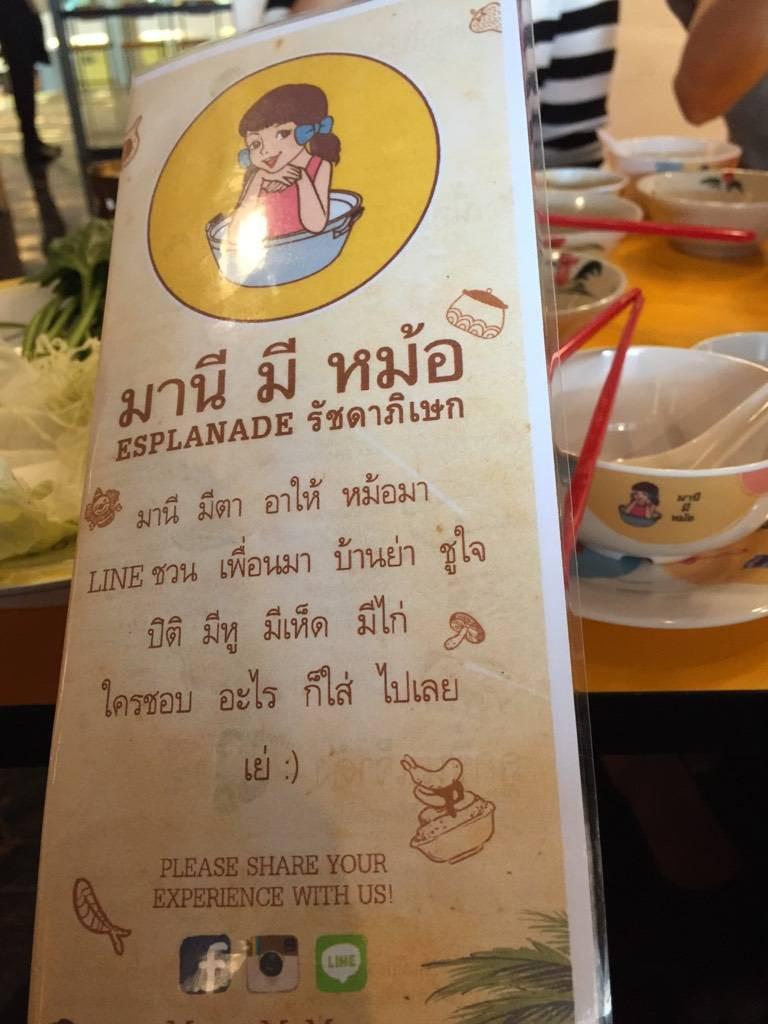 มานี มี หม้อ
ESPLANADE รัชดาภิเษก
มานี มีตา อาให้ หม้อมา
LINE ชวน เพื่อนมา บ้านย่า ชูใจ
ปิติ มีหู มีเห็ด มีไก่
ใครชอบ อะไร ก็ใส่ ไปเลย
เย่ :)
PLEASE SHARE YOUR
EXPERIENCE WITH US!
LINE
มานี
มี
หม้อ